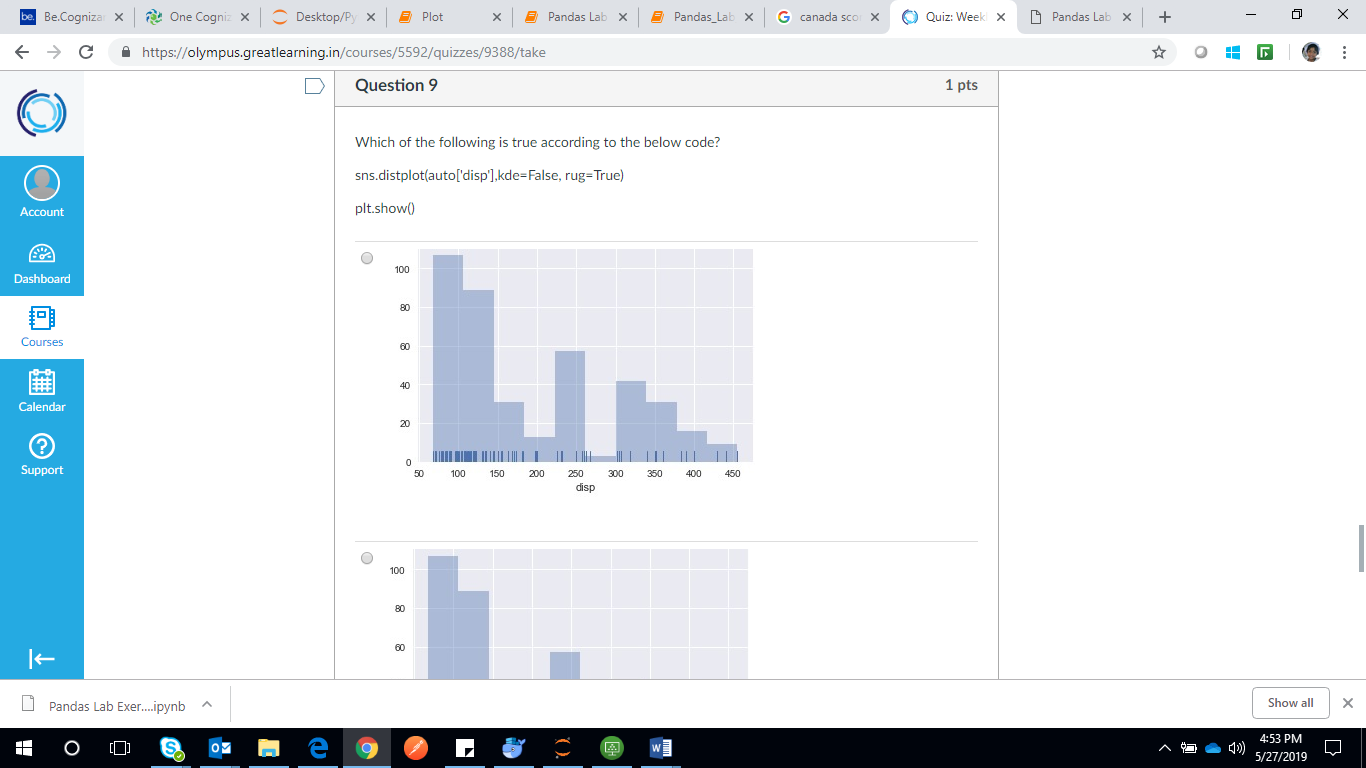 be. Be.Cogniza
One Cogniz
Desktop/Py
Plot
Pandas Lab
Pandas_Lab
canada sco
Quiz: Week
Pandas Lab
https://olympus.greatlearning.in/courses/5592/quizzes/9388/take
Account
Dashboard
Courses
Calendar
Support
Question 9
1 pts
Which of the following is true according to the below code?
sns.distplot(auto['disp'],kde=False, rug=True)
plt.show()
100
80
60
40
20
0
50 100 150 200 250 300 350 400 450
disp
100
80
60
Pandas Lab Exer....ipynb
Show all
4:53 PM
5/27/2019